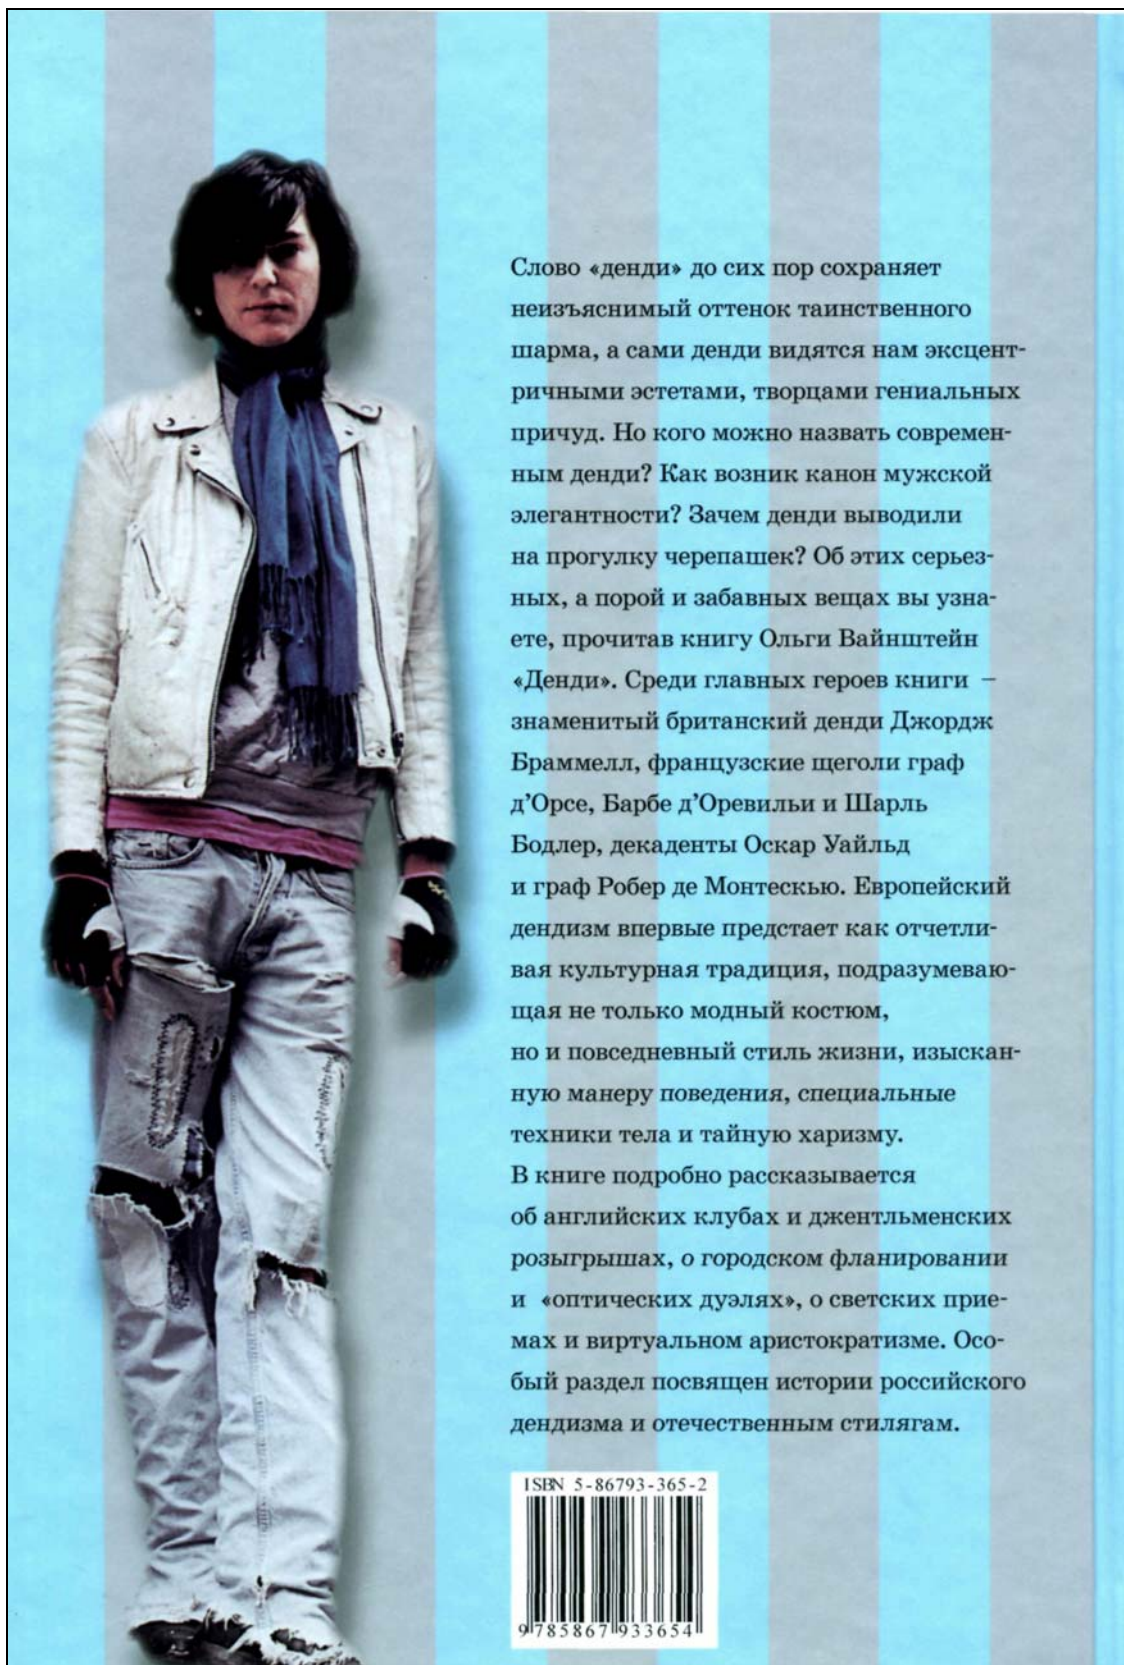 Слово «денди» до сих пор сохраняет
неизъяснимый оттенок таинственного
шарма, а сами денди видятся нам эксцент-
ричными эстетами, творцами гениальных
причуд. Но кого можно назвать современ-
ным денди? Как возник канон мужской
элегантности? Зачем денди выводили
на прогулку черепашек? Об этих серьез-
ных, а порой и забавных вещах вы узна-
ете, прочитав книгу Ольги Вайнштейн
«Денди». Среди главных героев книги –
знаменитый британский денди Джордж
Браммелл, французские щеголи граф
д’Орсе, Барбе д’Оревильи и Шарль
Бодлер, декаденты Оскар Уайльд
и граф Робер де Монтескью. Европейский
дендизм впервые предстает как отчетли-
вая культурная традиция, подразумеваю-
щая не только модный костюм,
но и повседневный стиль жизни, изыскан-
ную манеру поведения, специальные
техники тела и тайную харизму.
В книге подробно рассказывается
об английских клубах и джентльменских
розыгрышах, о городском фланировании
и «оптических дуэлях», о светских прие-
мах и виртуальном аристократизме. Осо-
бый раздел посвящен истории российского
дендизма и отечественным стилягам.
ISBN 5-86793-365-2
9 785867 933654